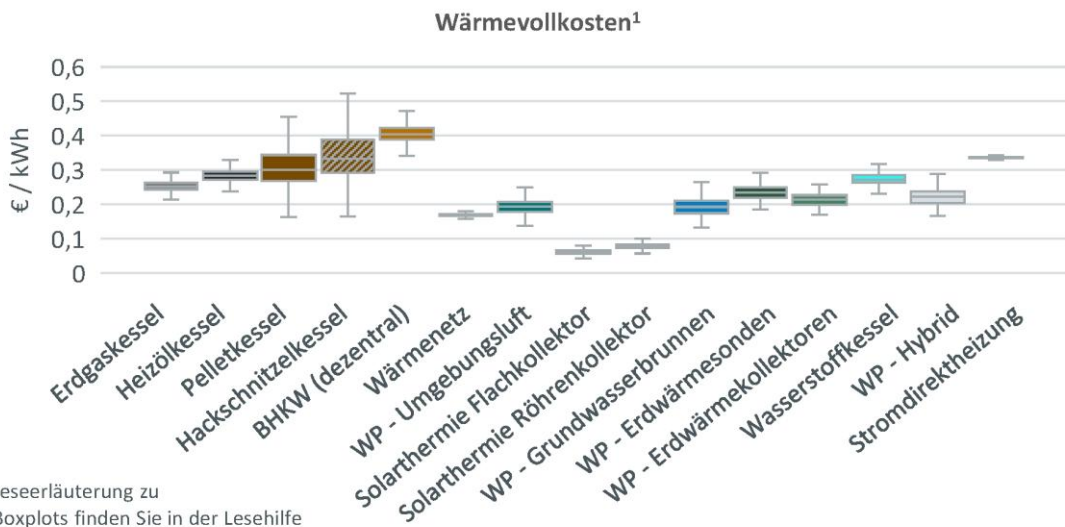 Wärmevollkosten¹
€ / kWh
0,6
0,5
0,4
0,3
0,2
0,1
0
Erdgaskessel
Heizölkessel
Pelletkessel
Hackschnitzelkessel
BHKW (dezentral)
Wärmenetz
WP - Umgebungsluft
Solarthermie Flachkollektor
Solarthermie Röhrenkollektor
WP - Grundwasserbrunnen
WP - Erdwärmesonden
WP - Erdwärmekollektoren
Wasserstoffkessel
WP - Hybrid
Stromdirektheizung
eseerläuterung zu
Boxplots finden Sie in der Lesehilfe